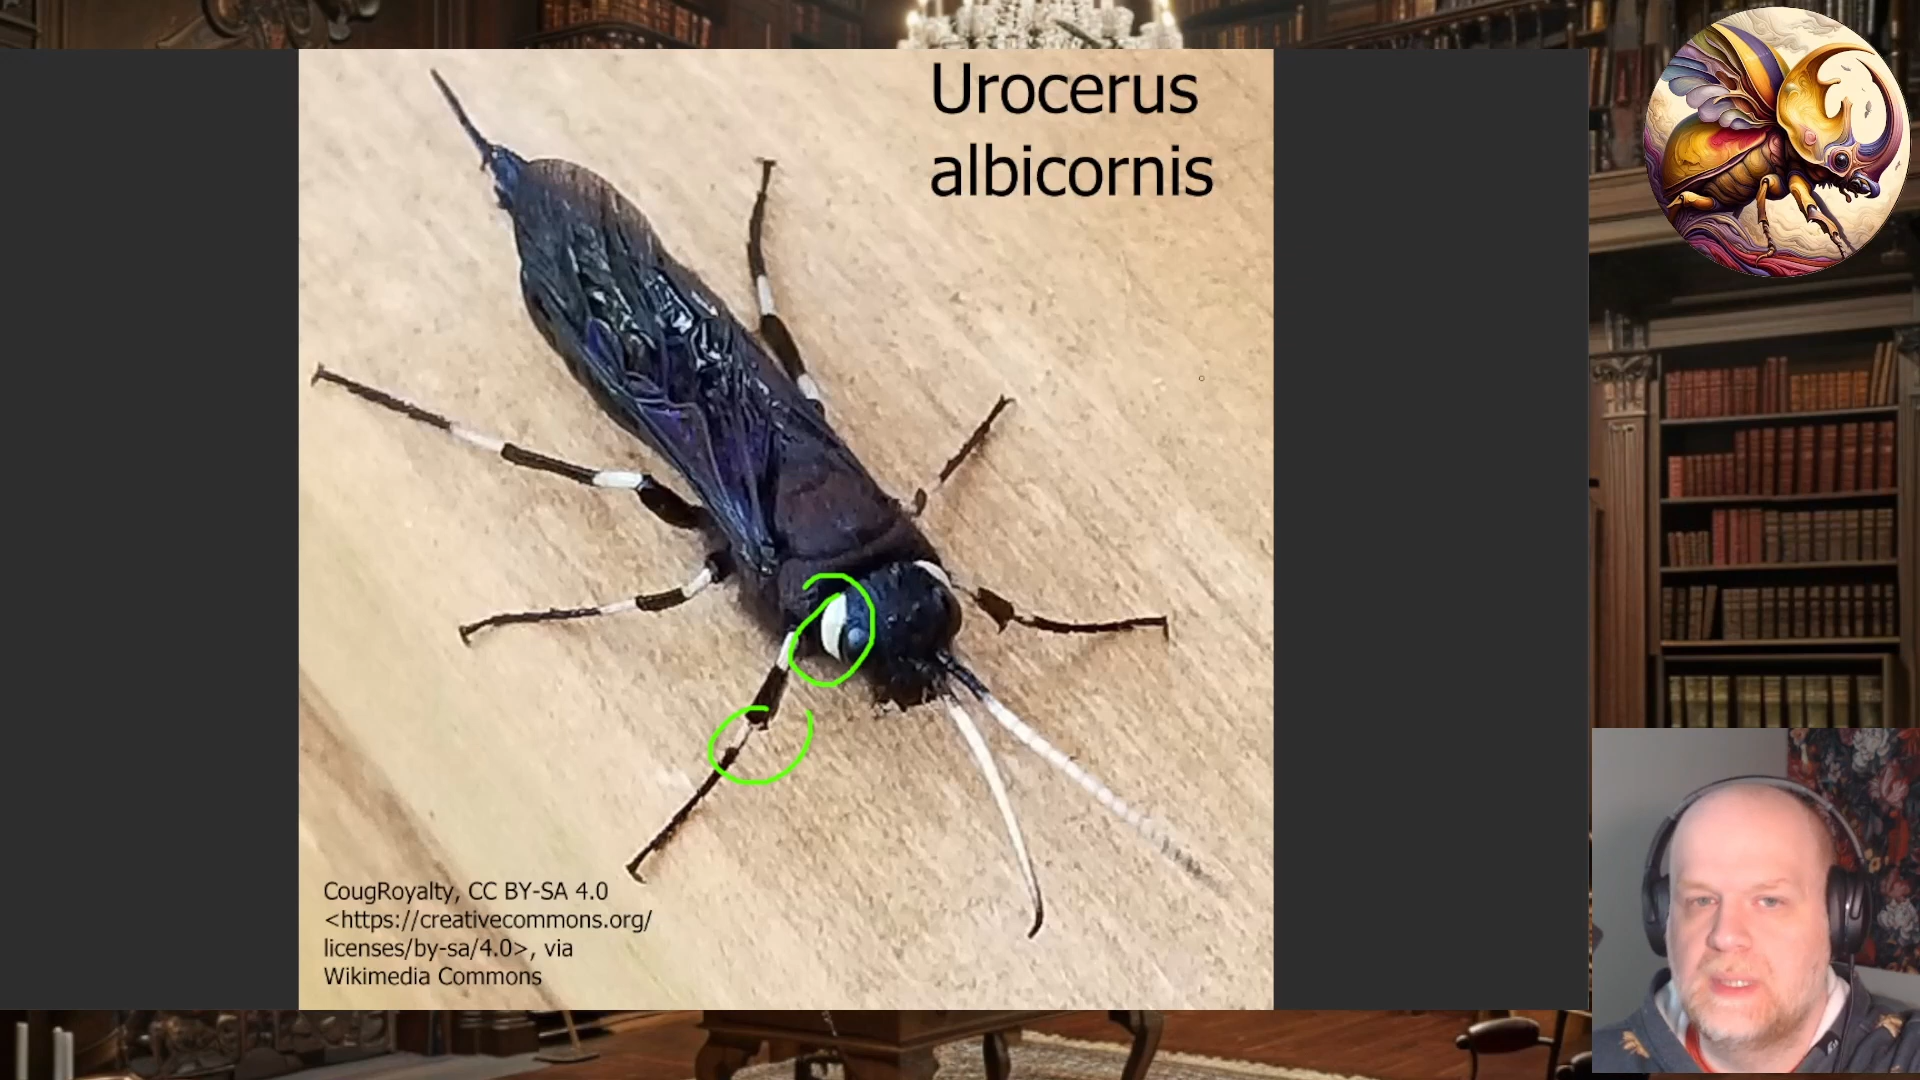 Urocerus
albicornis
CougRoyalty, CC BY-SA 4.0
<https://creativecommons.org/
licenses/by-sa/4.0>, via
Wikimedia Commons